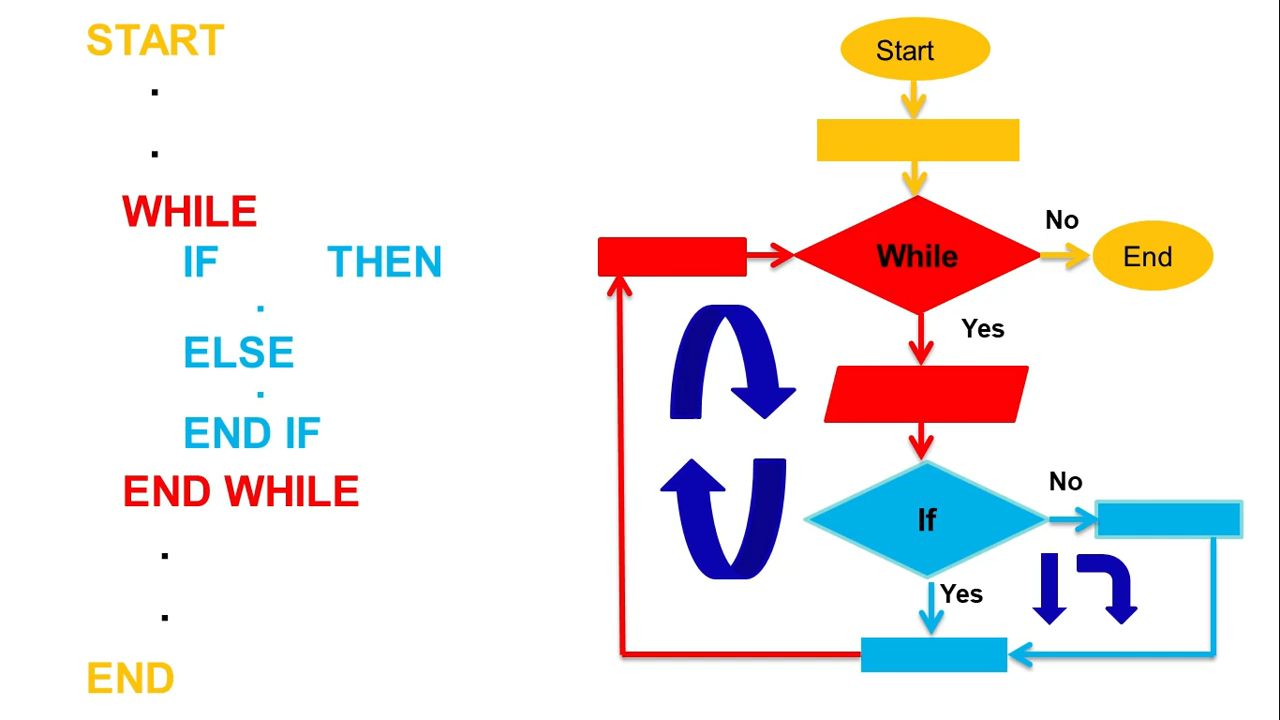 START
.
.
WHILE
IF THEN
.
ELSE
.
END IF
END WHILE
.
.
END
Start
While
No
End
Yes
If
No
Yes